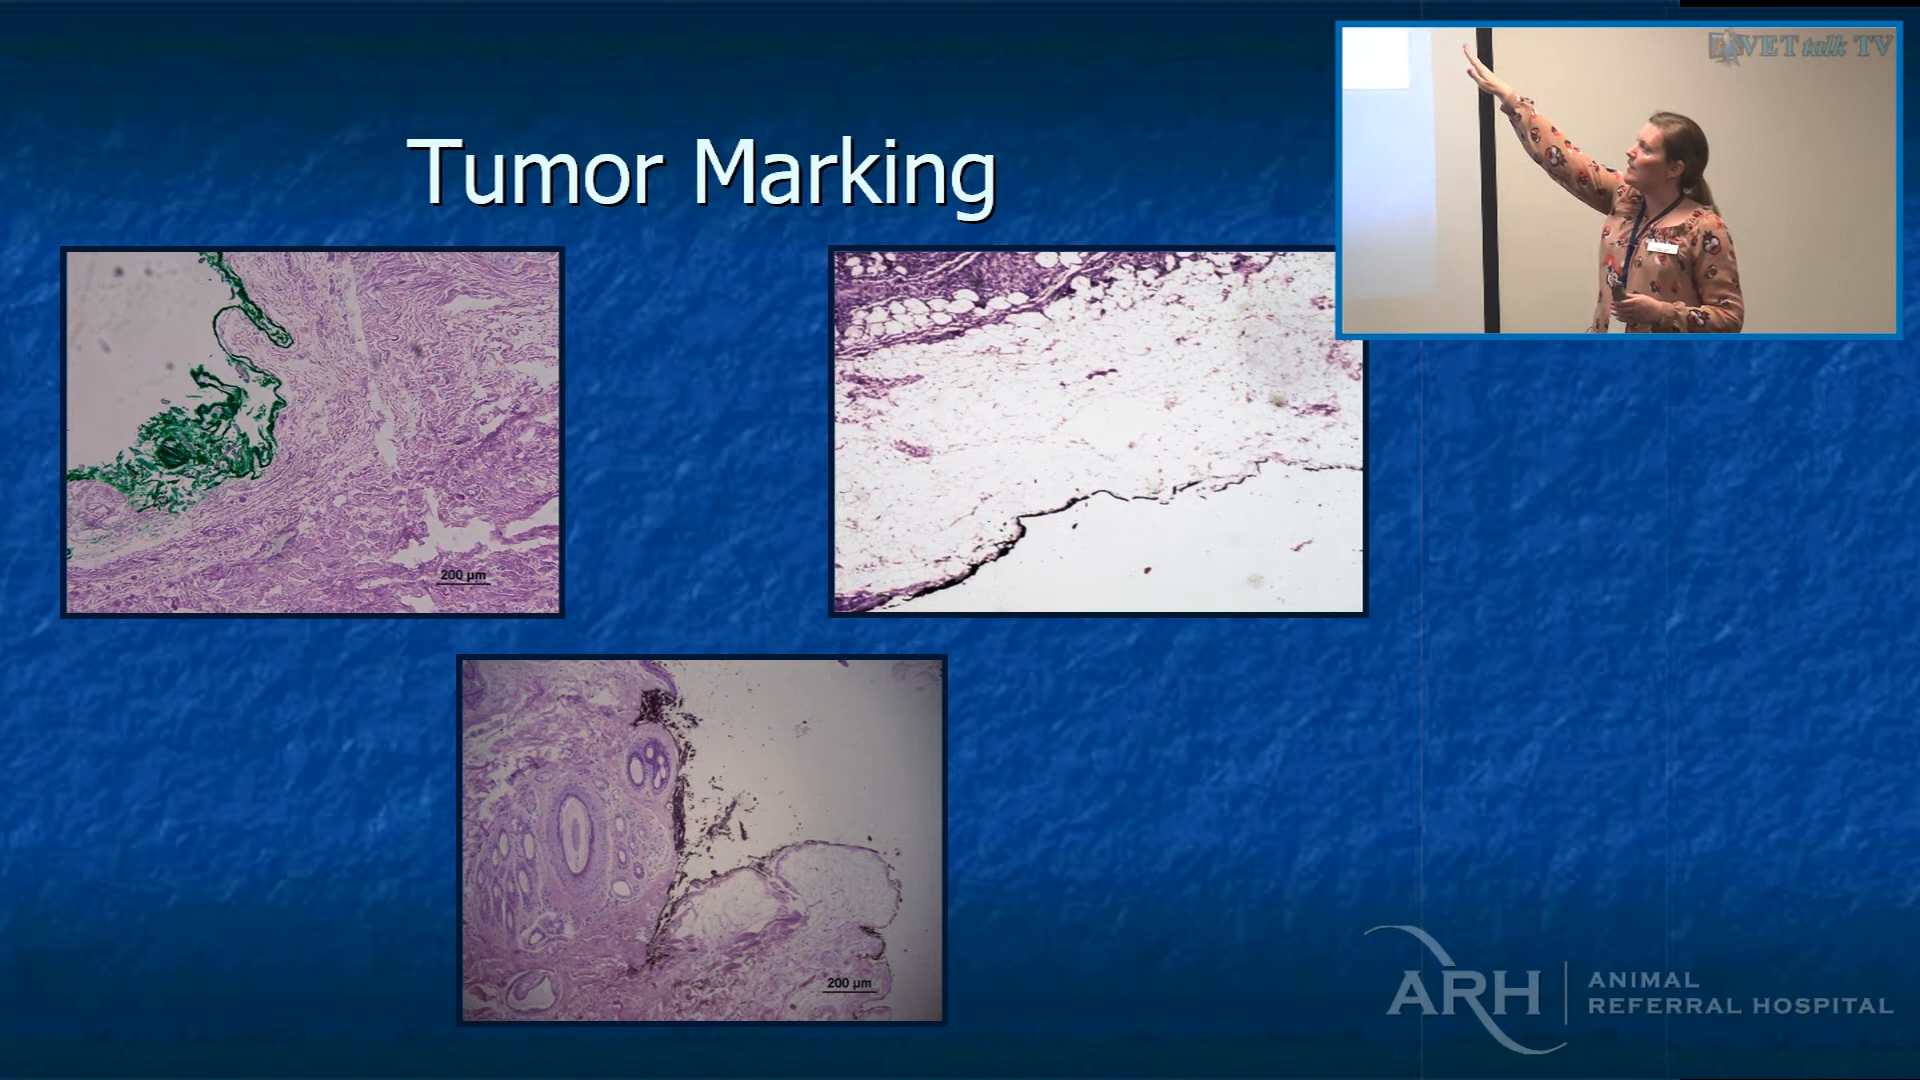 VET talk TV
Tumor Marking
200 µm
200 µm
ARH
ANIMAL
REFERRAL HOSPITAL